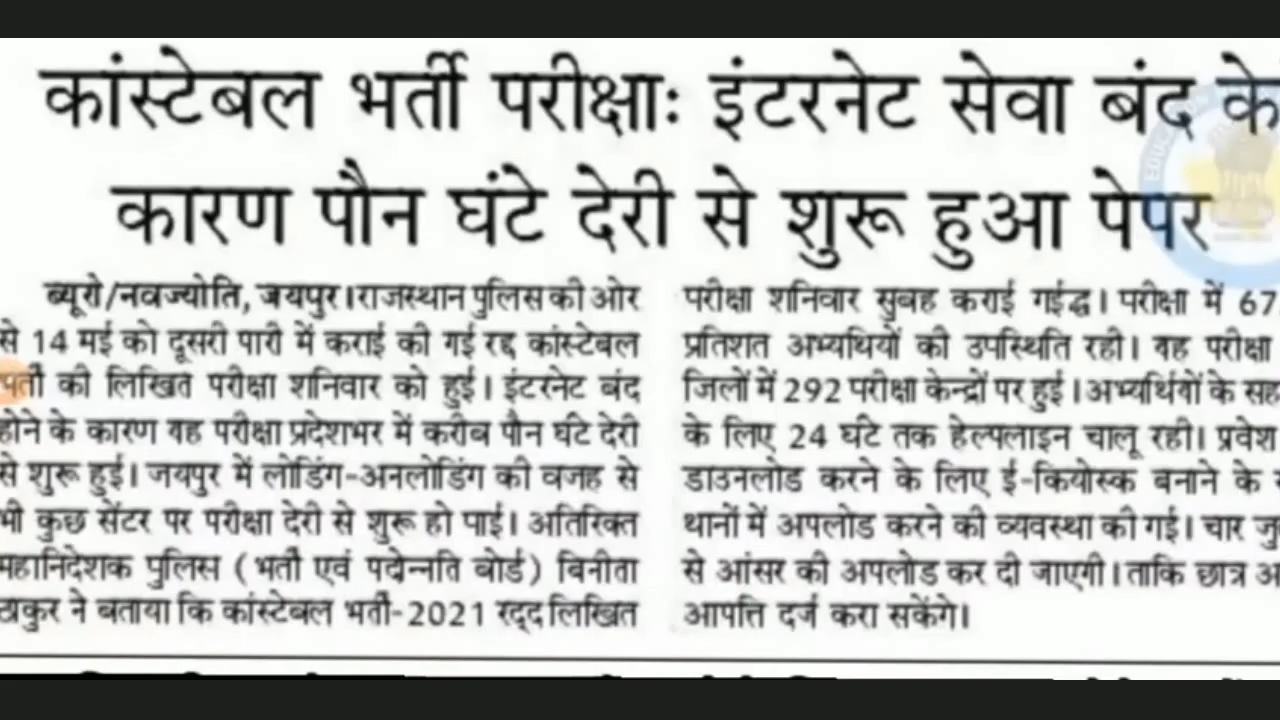 कांस्टेबल भर्ती परीक्षाः इंटरनेट सेवा बंद के
कारण पौन घंटे देरी से शुरू हुआ पेपर
ब्यूरो/नवज्योति, जयपुर।राजस्थान पुलिस की ओर
से 14 मई को दूसरी पारी में कराई की गई रद्द कांस्टेबल
की लिखित परीक्षा शनिवार को हुई। इंटरनेट बंद
होने के कारण यह परीक्षा प्रदेशभर में करीब पौन घंटे देरी
से शुरू हुई। जयपुर में लोडिंग-अनलोडिंग की वजह से
भी कुछ सेंटर पर परीक्षा देरी से शुरू हो पाई। अतिरिक्त
महानिदेशक पुलिस (भर्ती एवं पदोन्नति बोर्ड) बिनीता
ठाकुर ने बताया कि कांस्टेबल भर्ती-2021 रद्द लिखित
परीक्षा शनिवार सुबह कराई गईद्ध। परीक्षा में 67
प्रतिशत अभ्यथियों की उपस्थिति रही। यह परीक्षा
जिलों में 292 परीक्षा केन्द्रों पर हुई।अभ्यर्थियों के सह
के लिए 24 घंटे तक हेल्पलाइन चालू रही। प्रवेश
डाउनलोड करने के लिए ई-कियोस्क बनाने के
थानों में अपलोड करने की व्यवस्था की गई। चार जु
से आंसर की अपलोड कर दी जाएगी।ताकि छात्र
आपत्ति दर्ज करा सकेंगे।